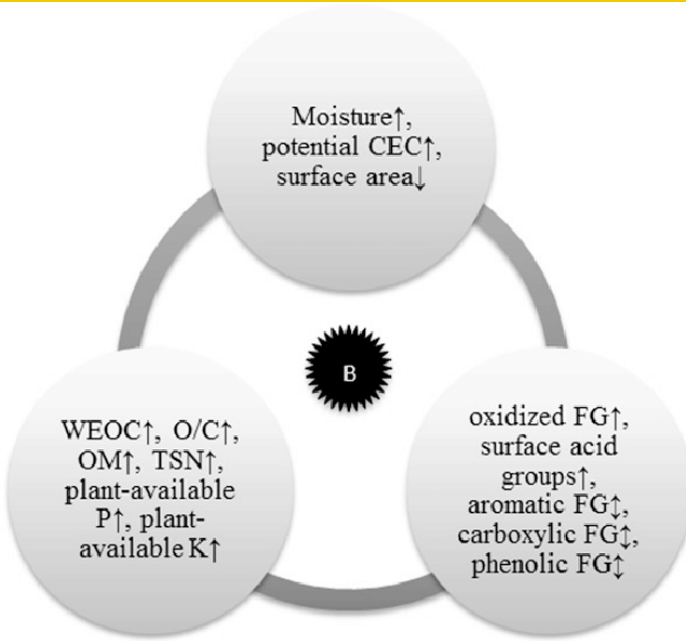 Moisture↑,
potential CEC↑,
surface area↓
B
WEOC↑, O/C↑,
OM↑, TSN↑,
plant-available
P↑, plant-
available K↑
oxidized FG↑,
surface acid
groups↑,
aromatic FG↕,
carboxylic FG↕,
phenolic FG↕